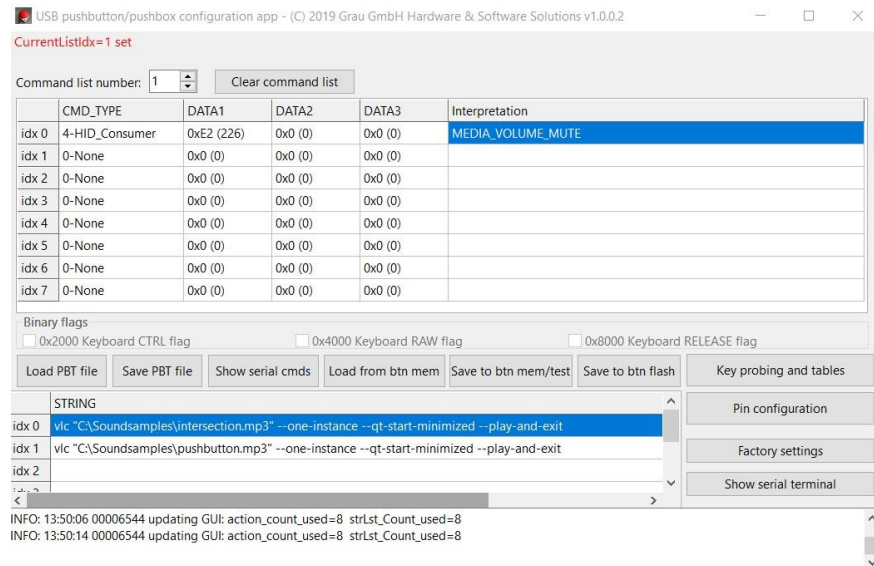 USB pushbutton/pushbox configuration app - (C) 2019 Grau GmbH Hardware & Software Solutions v1.0.0.2
CurrentListIdx=1 set
Command list number: 1 Clear command list
CMD_TYPE DATA1 DATA2 DATA3 Interpretation
idx 0 4-HID_Consumer 0xE2 (226) 0x0 (0) 0x0 (0) MEDIA_VOLUME_MUTE
idx 1 0-None 0x0 (0) 0x0 (0) 0x0 (0)
idx 2 0-None 0x0 (0) 0x0 (0) 0x0 (0)
idx 3 0-None 0x0 (0) 0x0 (0) 0x0 (0)
idx 4 0-None 0x0 (0) 0x0 (0) 0x0 (0)
idx 5 0-None 0x0 (0) 0x0 (0) 0x0 (0)
idx 6 0-None 0x0 (0) 0x0 (0) 0x0 (0)
idx 7 0-None 0x0 (0) 0x0 (0) 0x0 (0)
Binary flags
0x2000 Keyboard CTRL flag 0x4000 Keyboard RAW flag 0x8000 Keyboard RELEASE flag
Load PBT file Save PBT file Show serial cmds Load from btn mem Save to btn mem/test Save to btn flash Key probing and tables
STRING
Pin configuration
idx 0 vlc "C:\Soundsamples\intersection.mp3" --one-instance --qt-start-minimized --play-and-exit
idx 1 vlc "C:\Soundsamples\pushbutton.mp3" --one-instance --qt-start-minimized --play-and-exit
Factory settings
idx 2
Show serial terminal
INFO: 13:50:06 00006544 updating GUI: action_count_used=8 strLst_Count_used=8
INFO: 13:50:14 00006544 updating GUI: action_count_used=8 strLst_Count_used=8